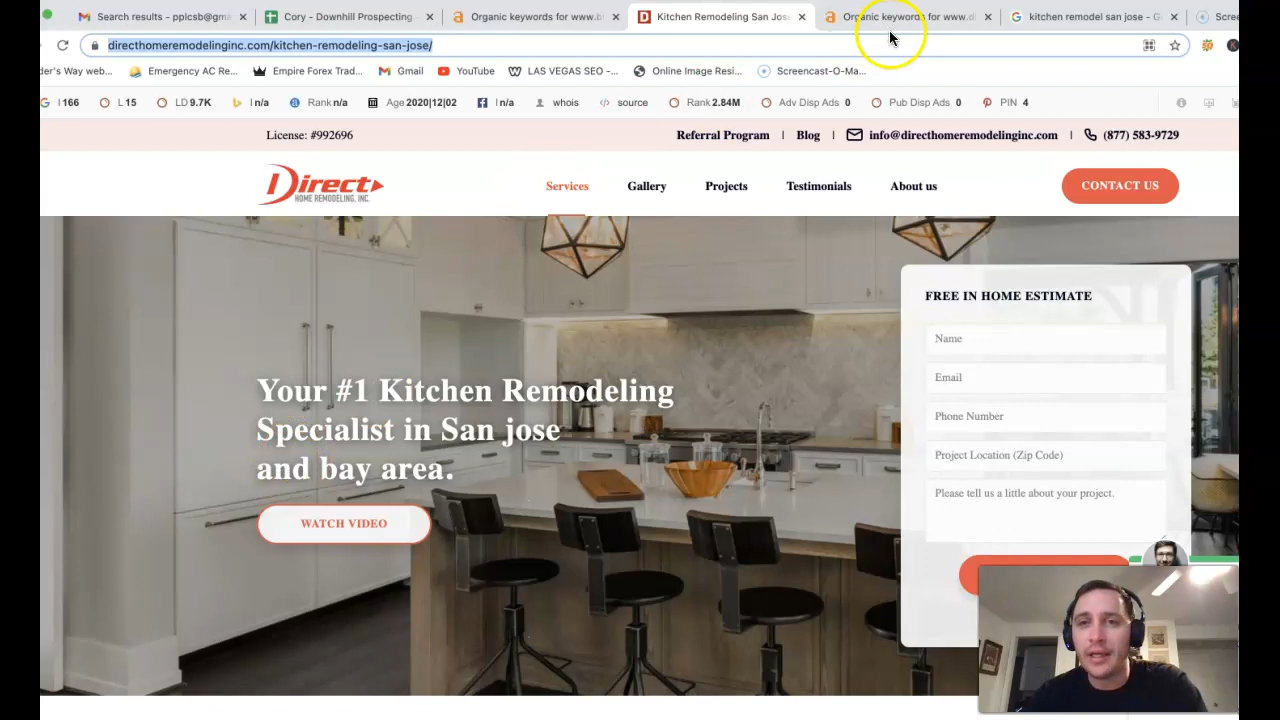 Search results - pplcsb@gma
Cory - Downhill Prospecting -
Organic keywords for www.b
Kitchen Remodeling San Jose
Organic keywords for www.d
kitchen remodel san jose - G
Scree
directhomeremodelinginc.com/kitchen-remodeling-san-jose/
der's Way web...
Emergency AC Re...
Empire Forex Trad...
Gmail
YouTube
LAS VEGAS SEO -...
Online Image Resi...
Screencast-O-Ma...
I 166
L 15
LD 9.7K
I n/a
Rank n/a
Age 2020|12|02
I n/a
whois
source
Rank 2.84M
Adv Disp Ads 0
Pub Disp Ads 0
PIN 4
License: #992696
Referral Program | Blog | info@directhomeremodelinginc.com | (877) 583-9729
Direct
HOME REMODELING, INC.
Services
Gallery
Projects
Testimonials
About us
CONTACT US
Your #1 Kitchen Remodeling
Specialist in San jose
and bay area.
WATCH VIDEO
FREE IN HOME ESTIMATE
Name
Email
Phone Number
Project Location (Zip Code)
Please tell us a little about your project.